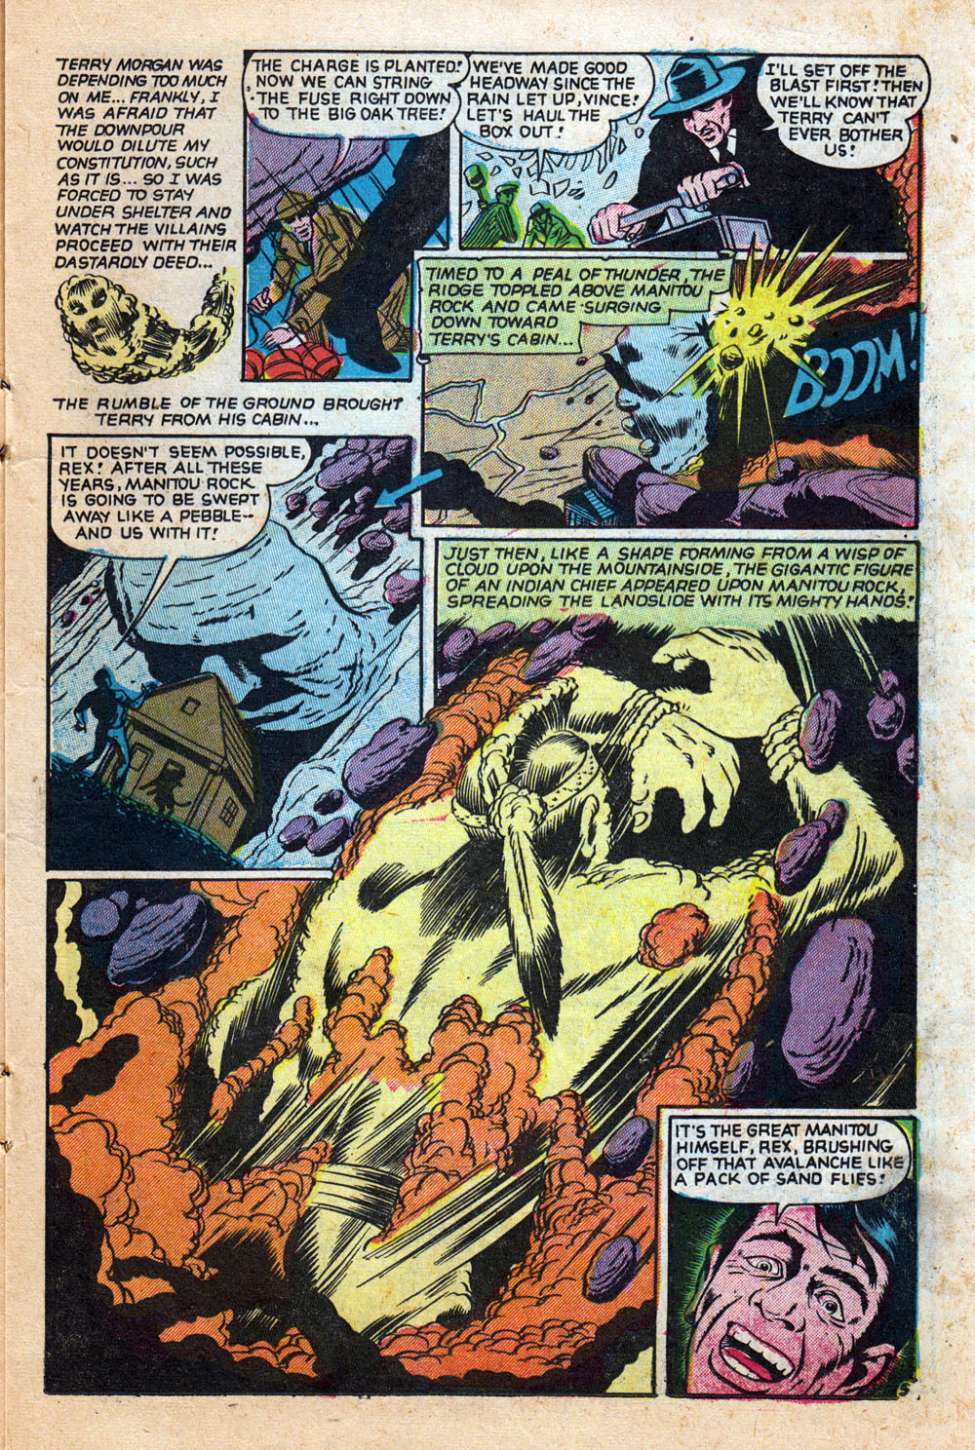 TERRY MORGAN WAS
DEPENDING TOO MUCH
ON ME... FRANKLY, I
WAS AFRAID THAT
THE DOWNPOUR
WOULD DILUTE MY
CONSTITUTION, SUCH
AS IT IS... SO I WAS
FORCED TO STAY
UNDER SHELTER AND
WATCH THE VILLAINS
PROCEED WITH THEIR
DASTARDLY DEED...
THE CHARGE IS PLANTED!
NOW WE CAN STRING
THE FUSE RIGHT DOWN
TO THE BIG OAK TREE!
WE'VE MADE GOOD
HEADWAY SINCE THE
RAIN LET UP, VINCE!
LET'S HAUL THE
BOX OUT!
I'LL SET OFF THE
BLAST FIRST! THEN
WE'LL KNOW THAT
TERRY CAN'T
EVER BOTHER
US!
TIMED TO A PEAL OF THUNDER, THE
RIDGE TOPPLED ABOVE MANITOU
ROCK AND CAME SURGING
DOWN TOWARD
TERRY'S CABIN...
BOOM!
THE RUMBLE OF THE GROUND BROUGHT
TERRY FROM HIS CABIN...
IT DOESN'T SEEM POSSIBLE,
REX! AFTER ALL THESE
YEARS, MANITOU ROCK
IS GOING TO BE SWEPT
AWAY LIKE A PEBBLE--
AND US WITH IT!
JUST THEN, LIKE A SHAPE FORMING FROM A WISP OF
CLOUD UPON THE MOUNTAINSIDE, THE GIGANTIC FIGURE
OF AN INDIAN CHIEF APPEARED UPON MANITOU ROCK,
SPREADING THE LANDSLIDE WITH ITS MIGHTY HANDS!
IT'S THE GREAT MANITOU
HIMSELF, REX, BRUSHING
OFF THAT AVALANCHE LIKE
A PACK OF SAND FLIES!
5